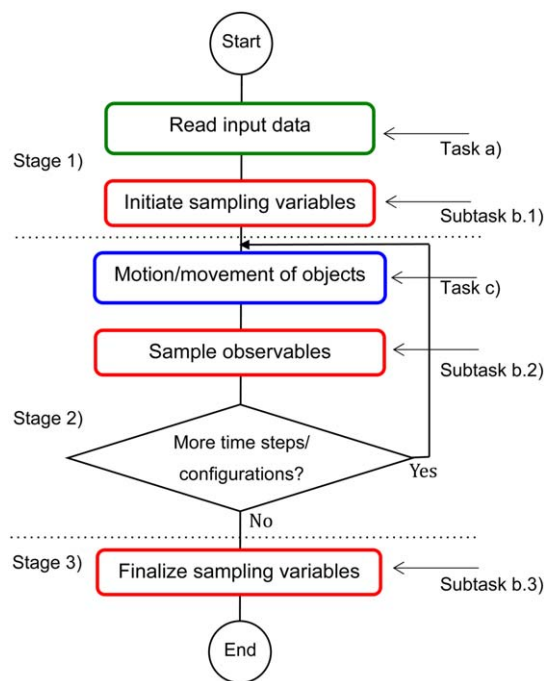 Start
Read input data
Task a)
Stage 1)
Initiate sampling variables
Subtask b.1)
Motion/movement of objects
Task c)
Sample observables
Subtask b.2)
Stage 2)
More time steps/
configurations?
Yes
No
Stage 3)
Finalize sampling variables
Subtask b.3)
End